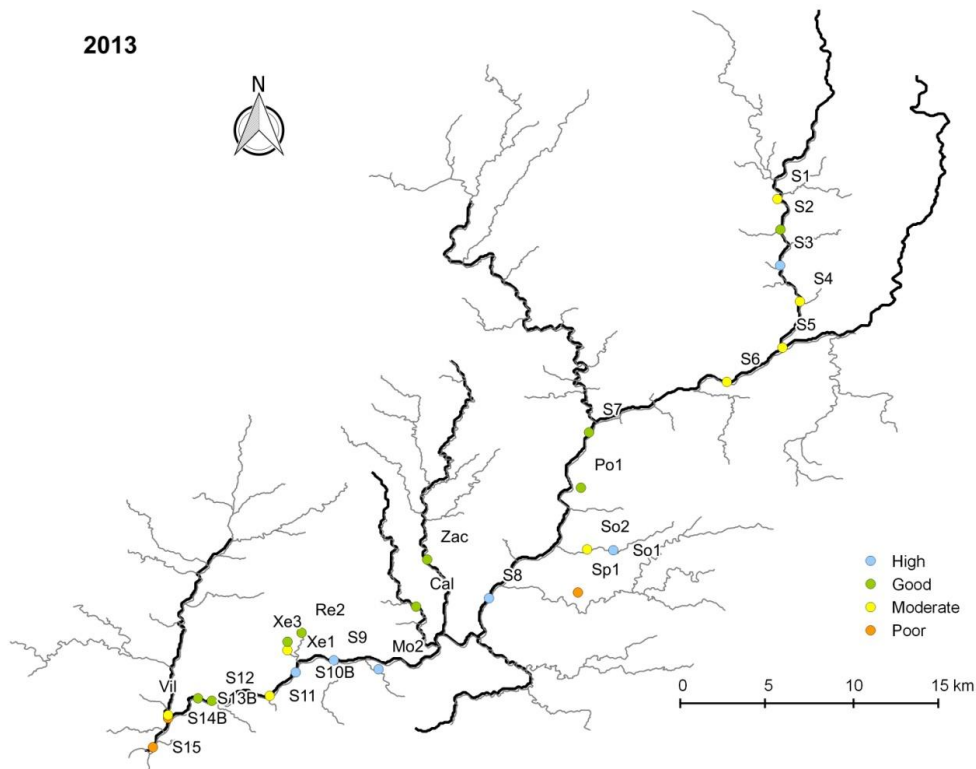 2013
N
S1
S2
S3
S4
S5
S6
S7
Po1
So2
So1
Zac
Sp1
S8
Cal
High
Good
Moderate
Poor
Re2
Xe3
Xe1
S9
Mo2
S10B
S12
S11
Vil
S13B
S14B
S15
0 5 10 15 km